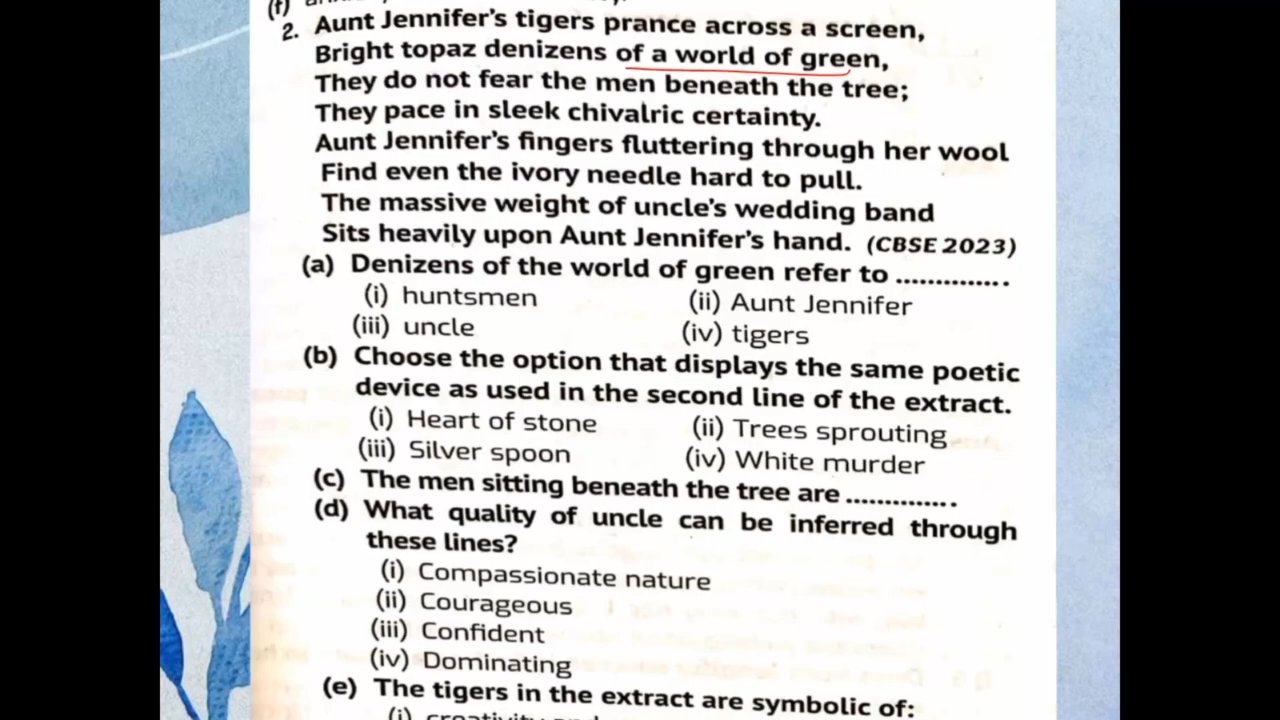 (f)
2. Aunt Jennifer's tigers prance across a screen,
Bright topaz denizens of a world of green,
They do not fear the men beneath the tree;
They pace in sleek chivalric certainty.
Aunt Jennifer's fingers fluttering through her wool
Find even the ivory needle hard to pull.
The massive weight of uncle's wedding band
Sits heavily upon Aunt Jennifer's hand. (CBSE 2023)
(a) Denizens of the world of green refer to ..............
(i) huntsmen (ii) Aunt Jennifer
(iii) uncle (iv) tigers
(b) Choose the option that displays the same poetic
device as used in the second line of the extract.
(i) Heart of stone (ii) Trees sprouting
(iii) Silver spoon (iv) White murder
(c) The men sitting beneath the tree are ..............
(d) What quality of uncle can be inferred through
these lines?
(i) Compassionate nature
(ii) Courageous
(iii) Confident
(iv) Dominating
(e) The tigers in the extract are symbolic of:
(i) creativity and